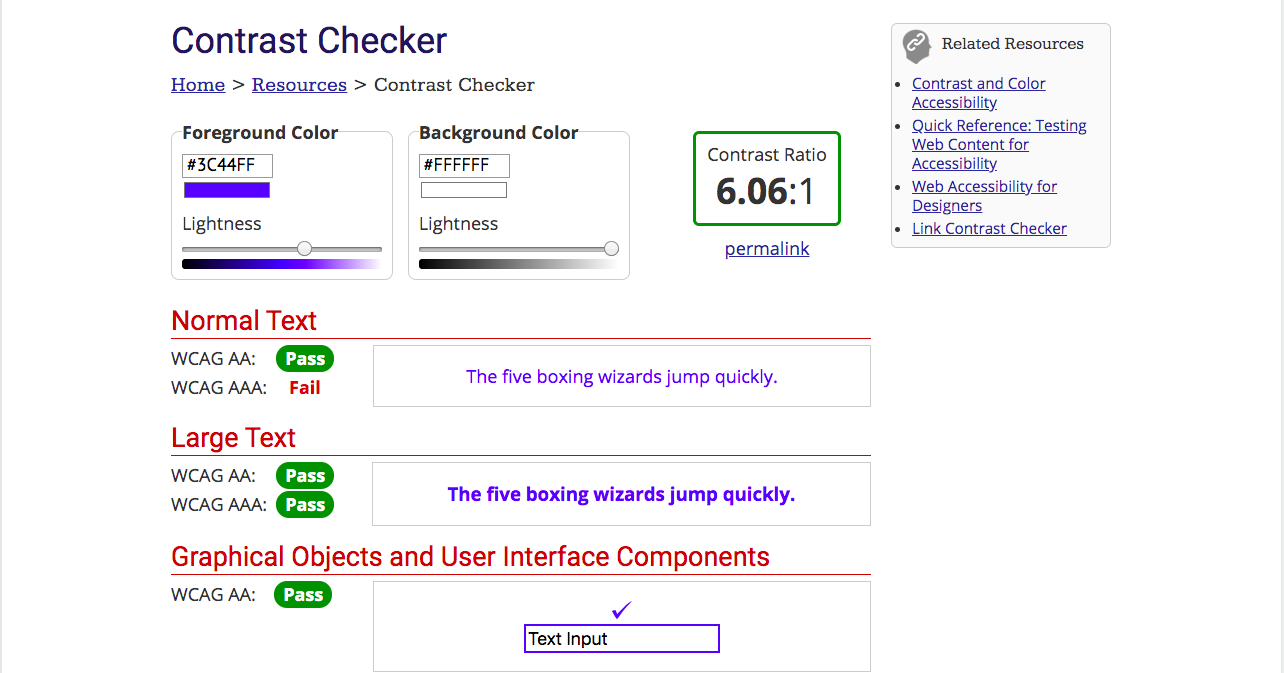 Contrast Checker
Home > Resources > Contrast Checker
Foreground Color
#3C44FF
Lightness
Background Color
#FFFFFF
Lightness
Contrast Ratio
6.06:1
permalink
Related Resources
Contrast and Color
Accessibility
Quick Reference: Testing
Web Content for
Accessibility
Web Accessibility for
Designers
Link Contrast Checker
Normal Text
WCAG AA: Pass
WCAG AAA: Fail
The five boxing wizards jump quickly.
Large Text
WCAG AA: Pass
WCAG AAA: Pass
The five boxing wizards jump quickly.
Graphical Objects and User Interface Components
WCAG AA: Pass
Text Input